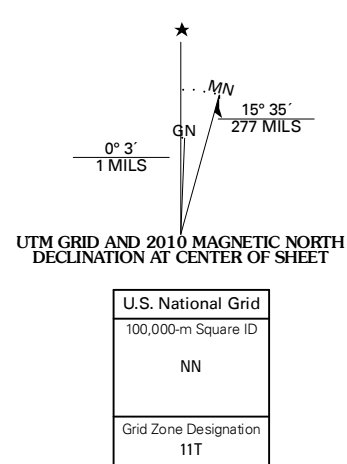 ★
MN
15° 35´
277 MILS
GN
0° 3´
1 MILS
UTM GRID AND 2010 MAGNETIC NORTH
DECLINATION AT CENTER OF SHEET
U.S. National Grid
100,000-m Square ID
NN
Grid Zone Designation
11T